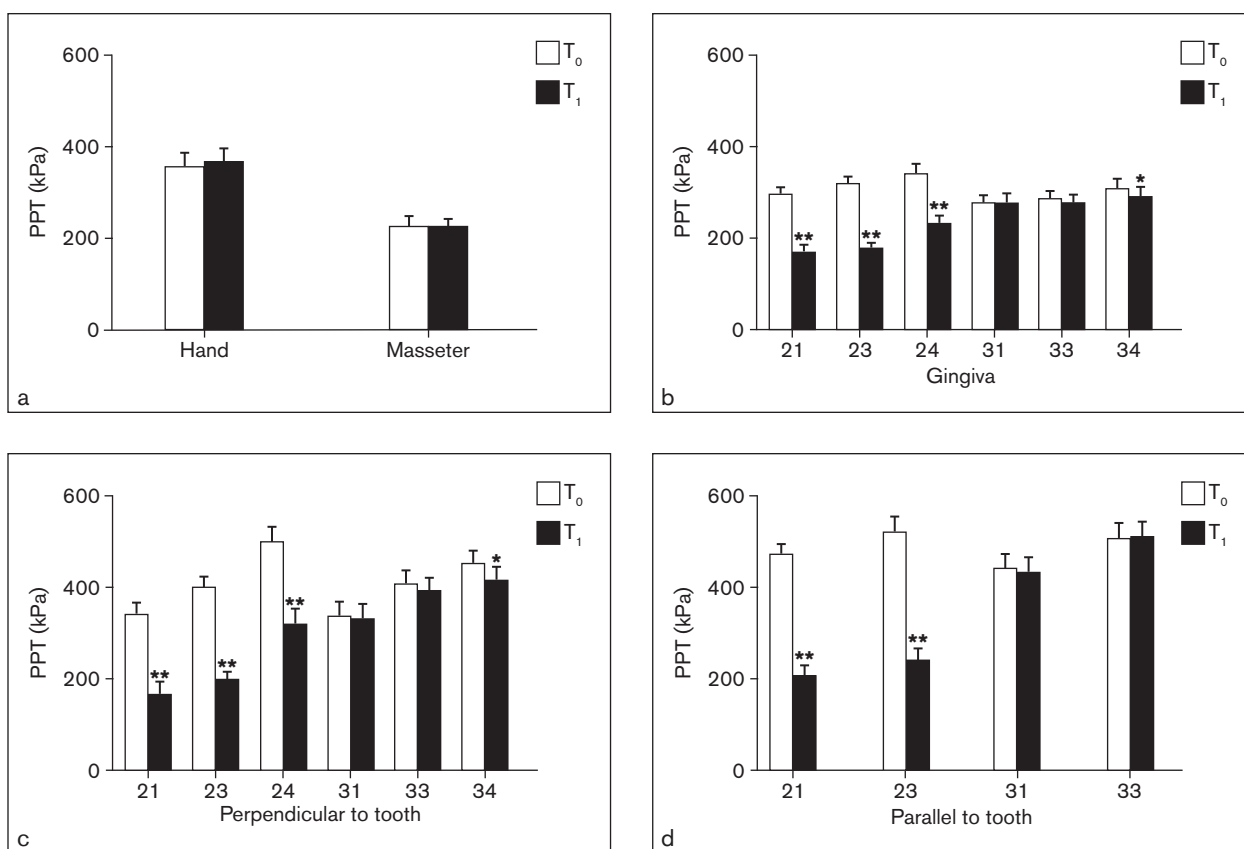 600
400
200
0
PPT (kPa)
T0
T1
Hand
Masseter
a
600
400
200
0
PPT (kPa)
T0
T1
**
**
**
*
21
23
24
31
33
34
Gingiva
b
600
400
200
0
PPT (kPa)
T0
T1
**
**
**
*
21
23
24
31
33
34
Perpendicular to tooth
c
600
400
200
0
PPT (kPa)
T0
T1
**
**
21
23
31
33
Parallel to tooth
d